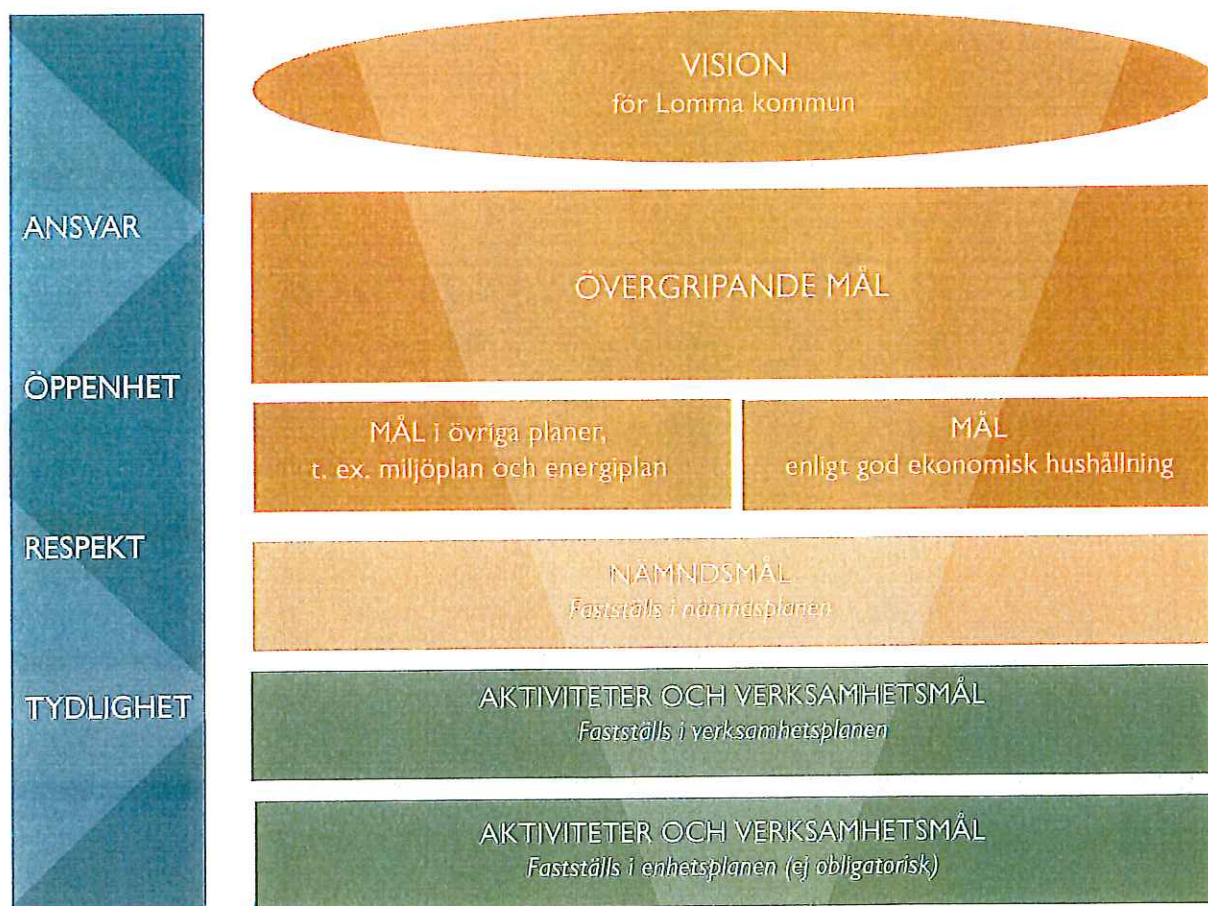 ANSVAR
ÖPPENHET
RESPEKT
TYDLIGHET
VISION
för Lomma kommun
ÖVERGRIPANDE MÅL
MÅL i övriga planer,
t. ex. miljöplan och energiplan
MÅL
enligt god ekonomisk hushållning
NÄMNDSMÅL
Fastställs i nämndsplanen
AKTIVITETER OCH VERKSAMHETSMÅL
Fastställs i verksamhetsplanen
AKTIVITETER OCH VERKSAMHETSMÅL
Fastställs i enhetsplanen (ej obligatorisk)